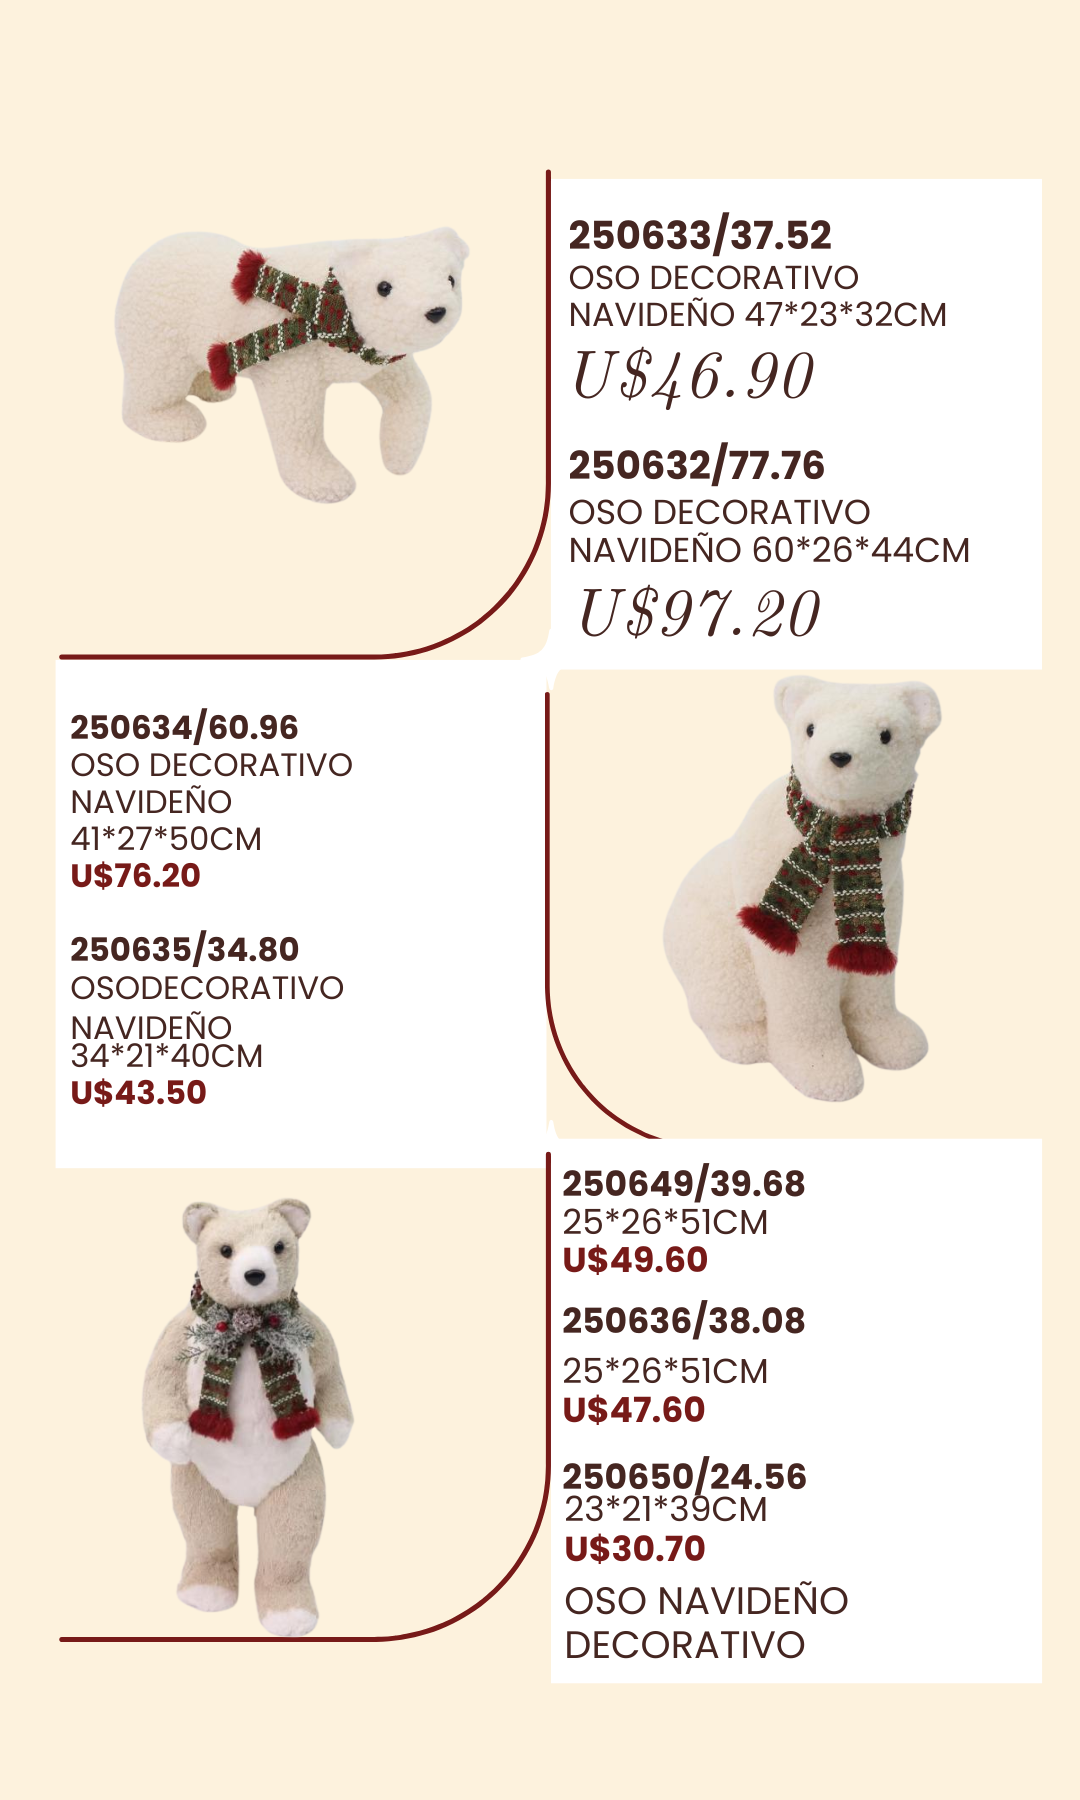 250633/37.52
OSO DECORATIVO
NAVIDEÑO 47*23*32CM
U$46.90
250632/77.76
OSO DECORATIVO
NAVIDEÑO 60*26*44CM
U$97.20
250634/60.96
OSO DECORATIVO
NAVIDEÑO
41*27*50CM
U$76.20
250635/34.80
OSODECORATIVO
NAVIDEÑO
34*21*40CM
U$43.50
250649/39.68
25*26*51CM
U$49.60
250636/38.08
25*26*51CM
U$47.60
250650/24.56
23*21*39CM
U$30.70
OSO NAVIDEÑO
DECORATIVO